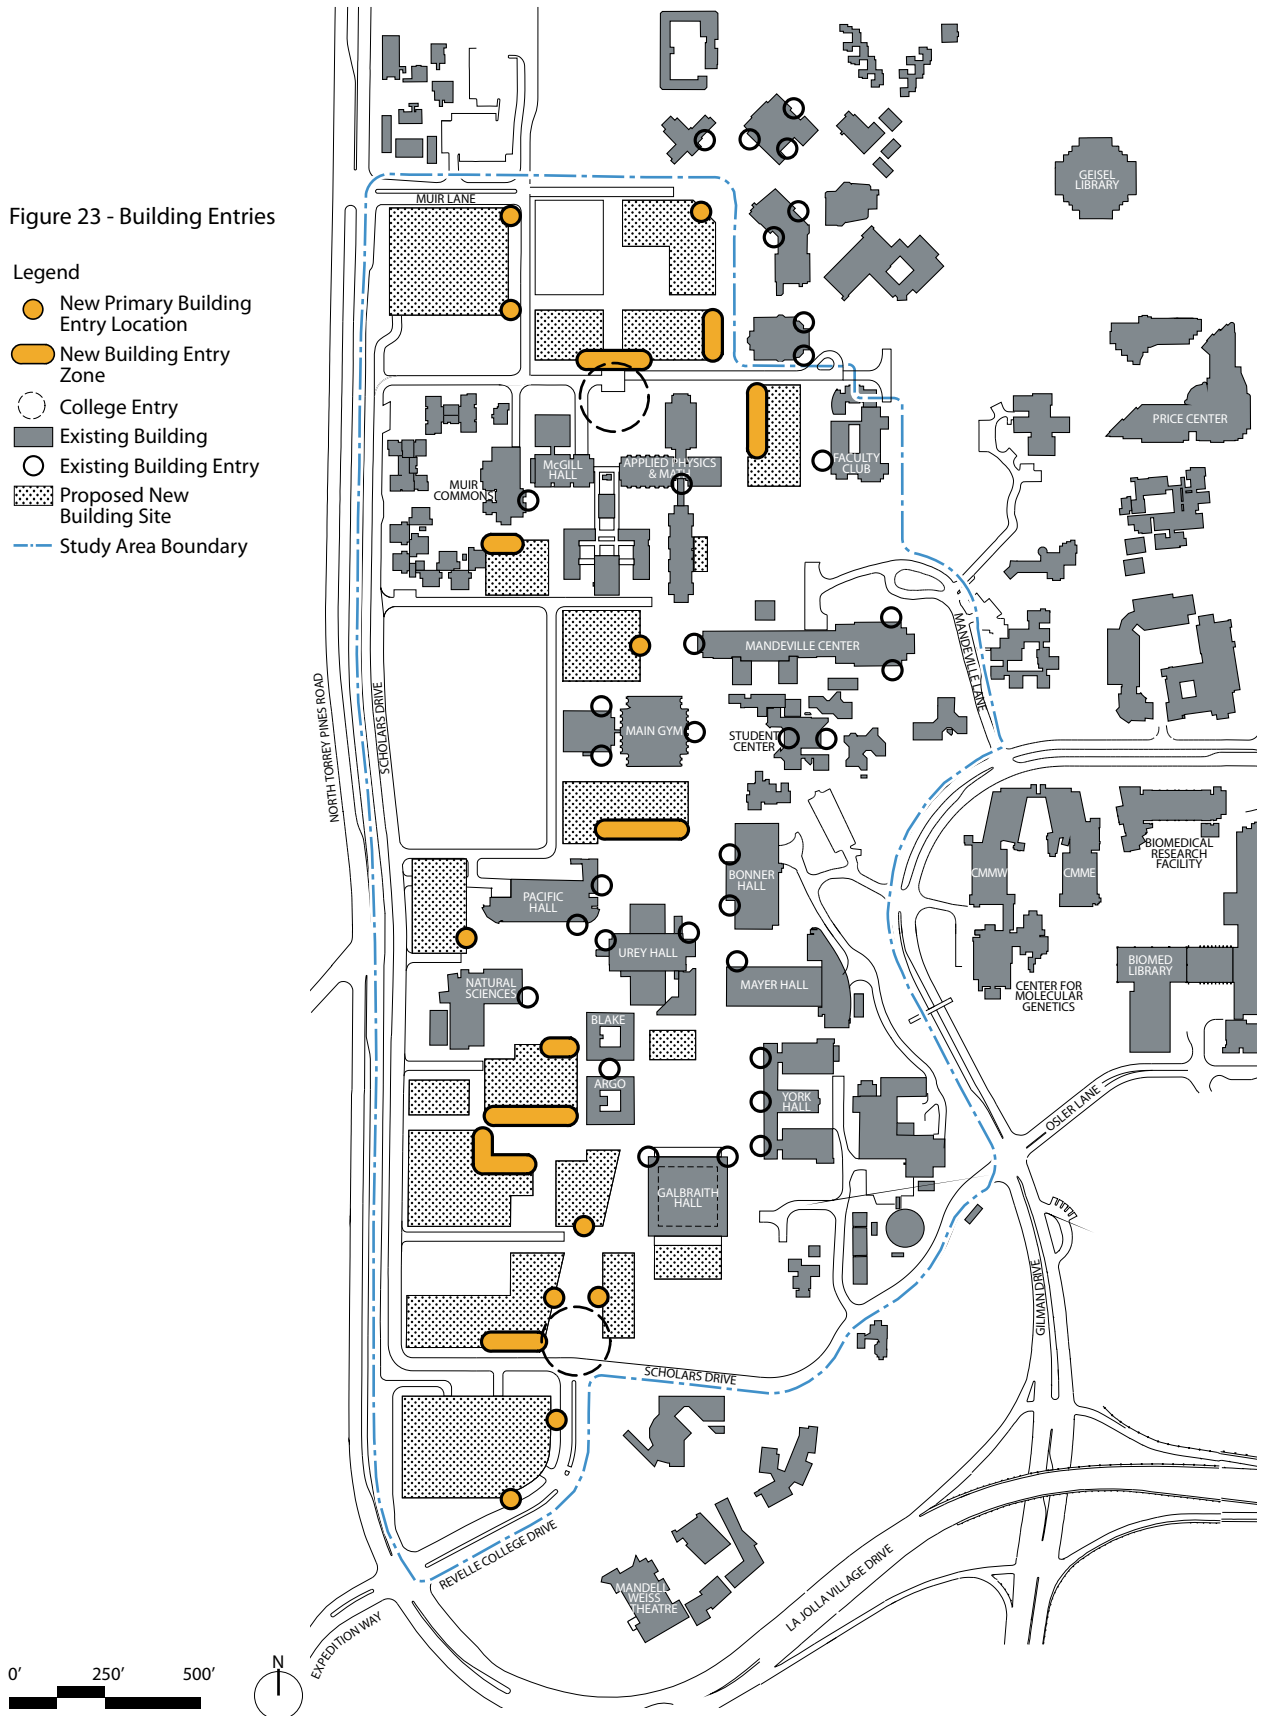 Figure 23 - Building Entries
Legend
New Primary Building
Entry Location
New Building Entry
Zone
College Entry
Existing Building
Existing Building Entry
Proposed New
Building Site
Study Area Boundary
MUIR LANE
GEISEL
LIBRARY
PRICE CENTER
FACULTY
CLUB
McGILL
HALL
APPLIED PHYSICS
& MATH
MUIR
COMMONS
MANDEVILLE CENTER
MANDEVILLE LANE
NORTH TORREY PINES ROAD
SCHOLARS DRIVE
MAIN GYM
STUDENT
CENTER
BONNER
HALL
CMMW
CMME
BIOMEDICAL
RESEARCH
FACILITY
PACIFIC
HALL
UREY HALL
MAYER HALL
BIOMED
LIBRARY
CENTER FOR
MOLECULAR
GENETICS
NATURAL
SCIENCES
BLAKE
ARGO
YORK
HALL
OSLER LANE
GALBRAITH
HALL
GILMAN DRIVE
SCHOLARS DRIVE
REVELLE COLLEGE DRIVE
MANDELL
WEISS
THEATRE
LA JOLLA VILLAGE DRIVE
EXPEDITION WAY
0' 250' 500'
N